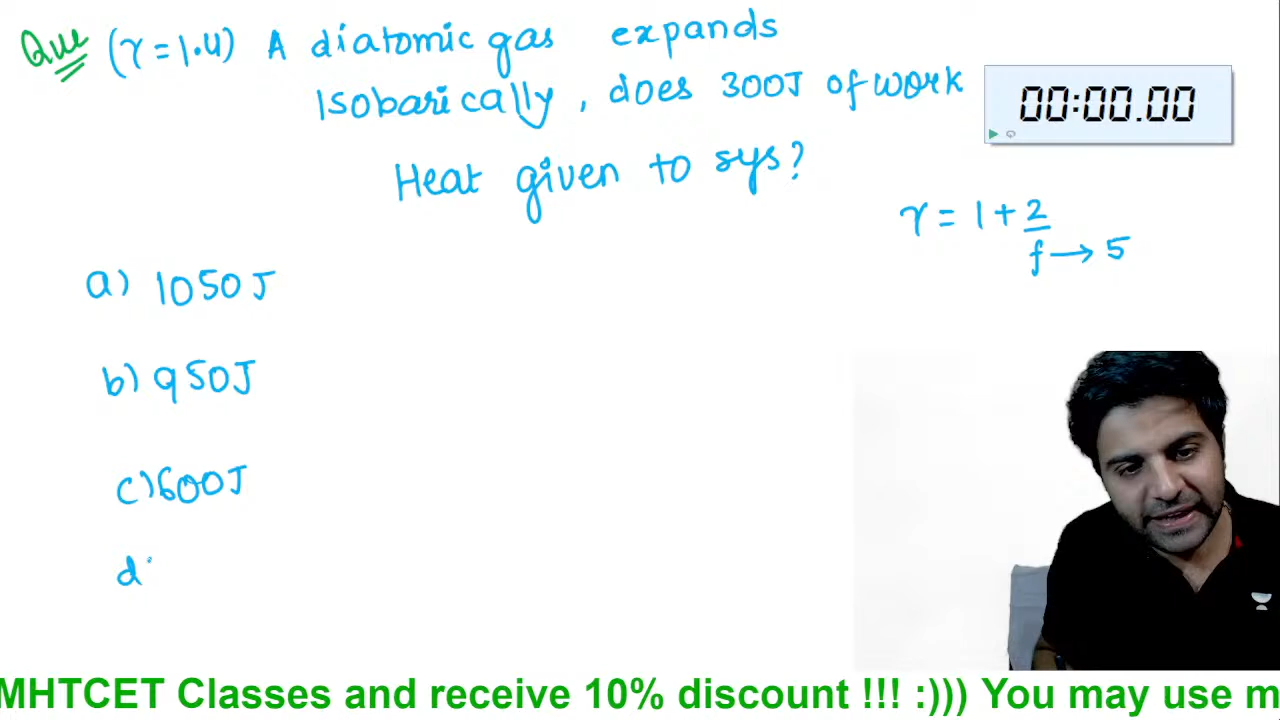 Que (γ = 1.4) A diatomic gas expands
Isobarically, does 300J of work
00:00.00
Heat given to sys?
γ = 1 + 2/f → 5
a) 1050J
b) 950J
c) 600J
d
MHTCET Classes and receive 10% discount !!! :))) You may use m